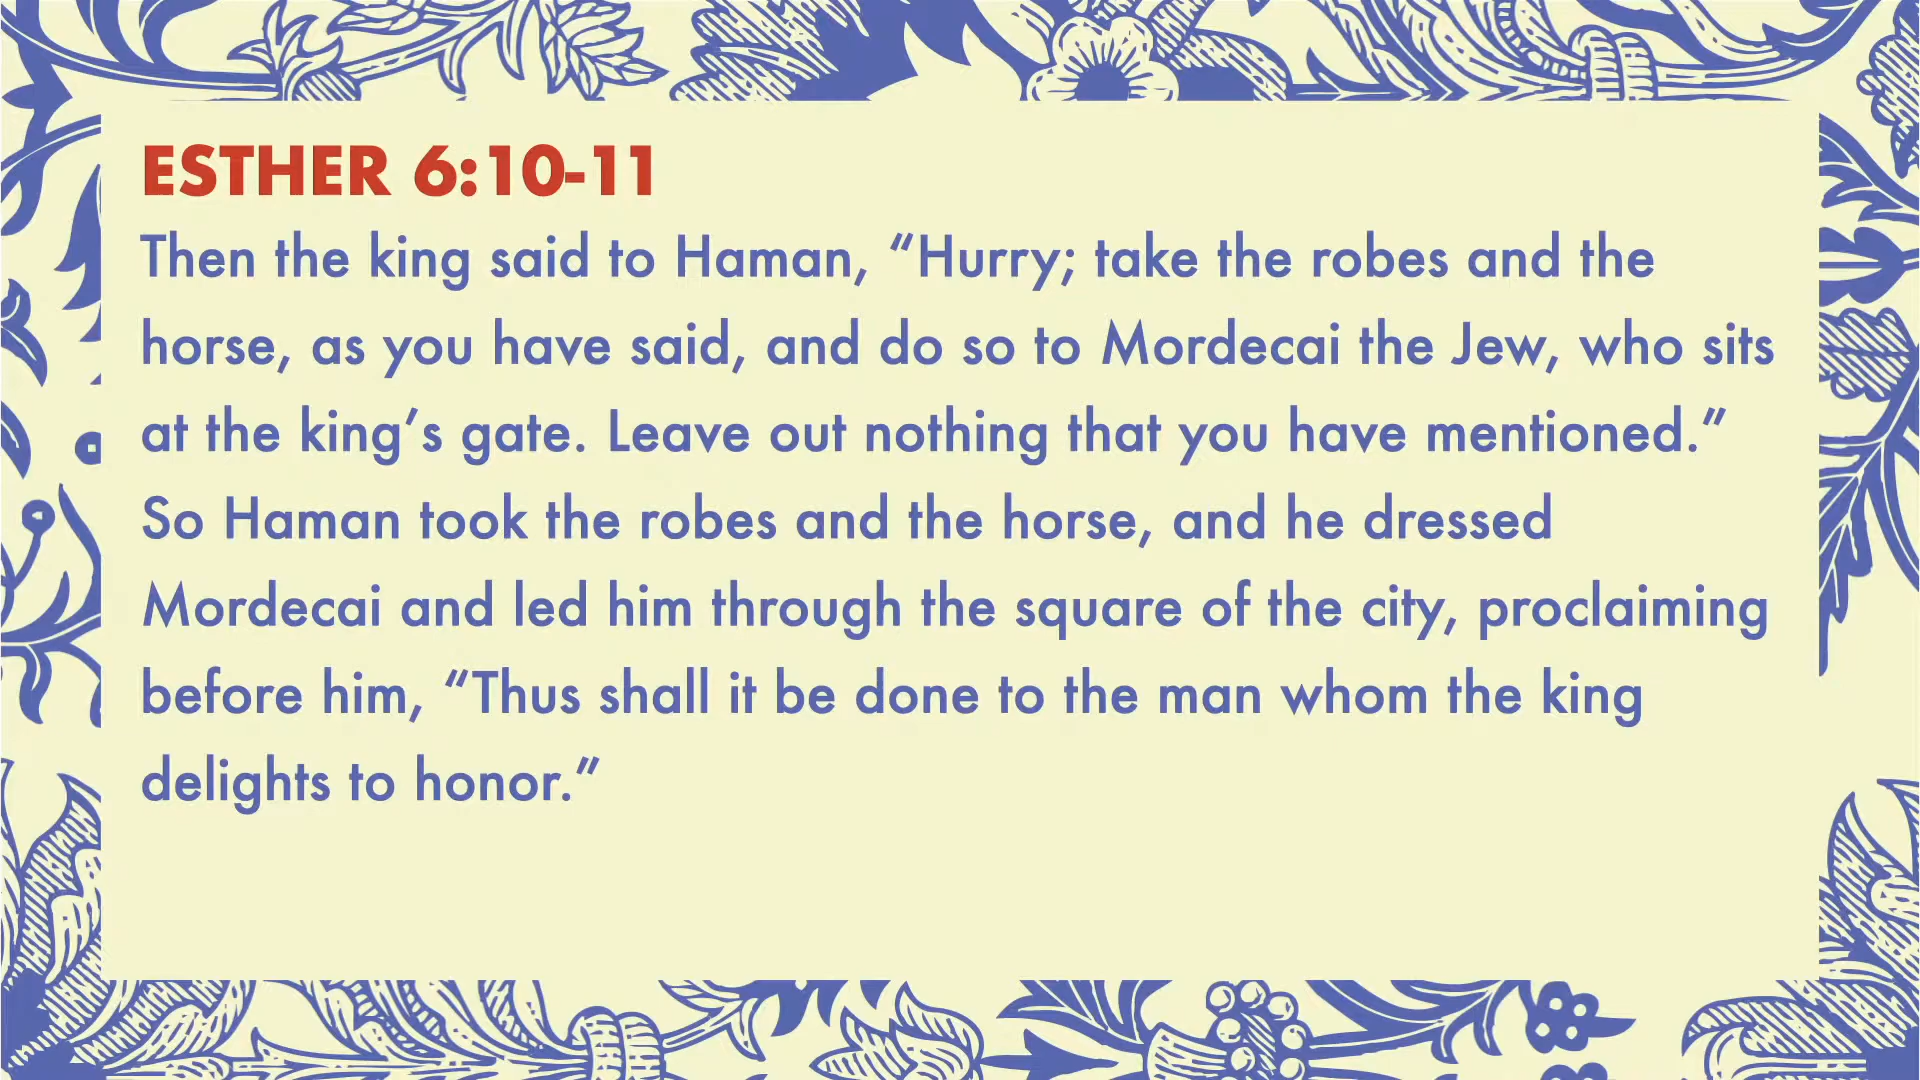 ESTHER 6:10-11
Then the king said to Haman, “Hurry; take the robes and the
horse, as you have said, and do so to Mordecai the Jew, who sits
at the king’s gate. Leave out nothing that you have mentioned.”
So Haman took the robes and the horse, and he dressed
Mordecai and led him through the square of the city, proclaiming
before him, “Thus shall it be done to the man whom the king
delights to honor.”